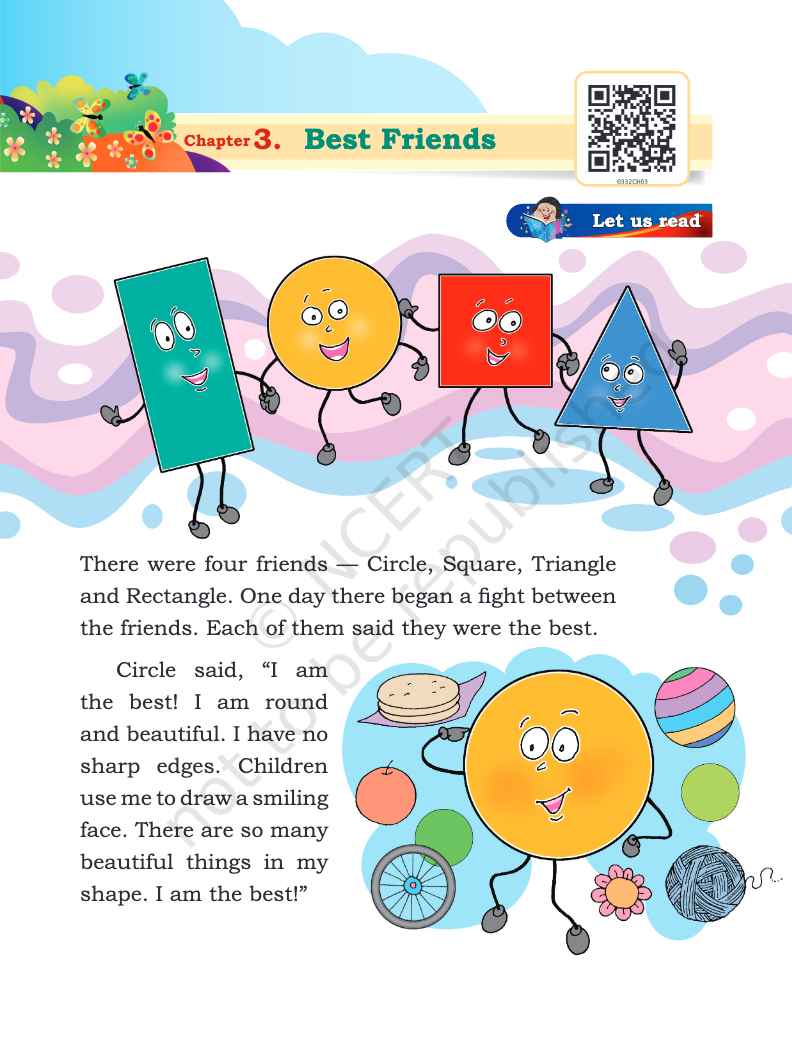 Chapter 3. Best Friends
0332CH03
Let us read
There were four friends — Circle, Square, Triangle
and Rectangle. One day there began a fight between
the friends. Each of them said they were the best.
Circle said, “I am
the best! I am round
and beautiful. I have no
sharp edges. Children
use me to draw a smiling
face. There are so many
beautiful things in my
shape. I am the best!”
© NCERT
not to be republished